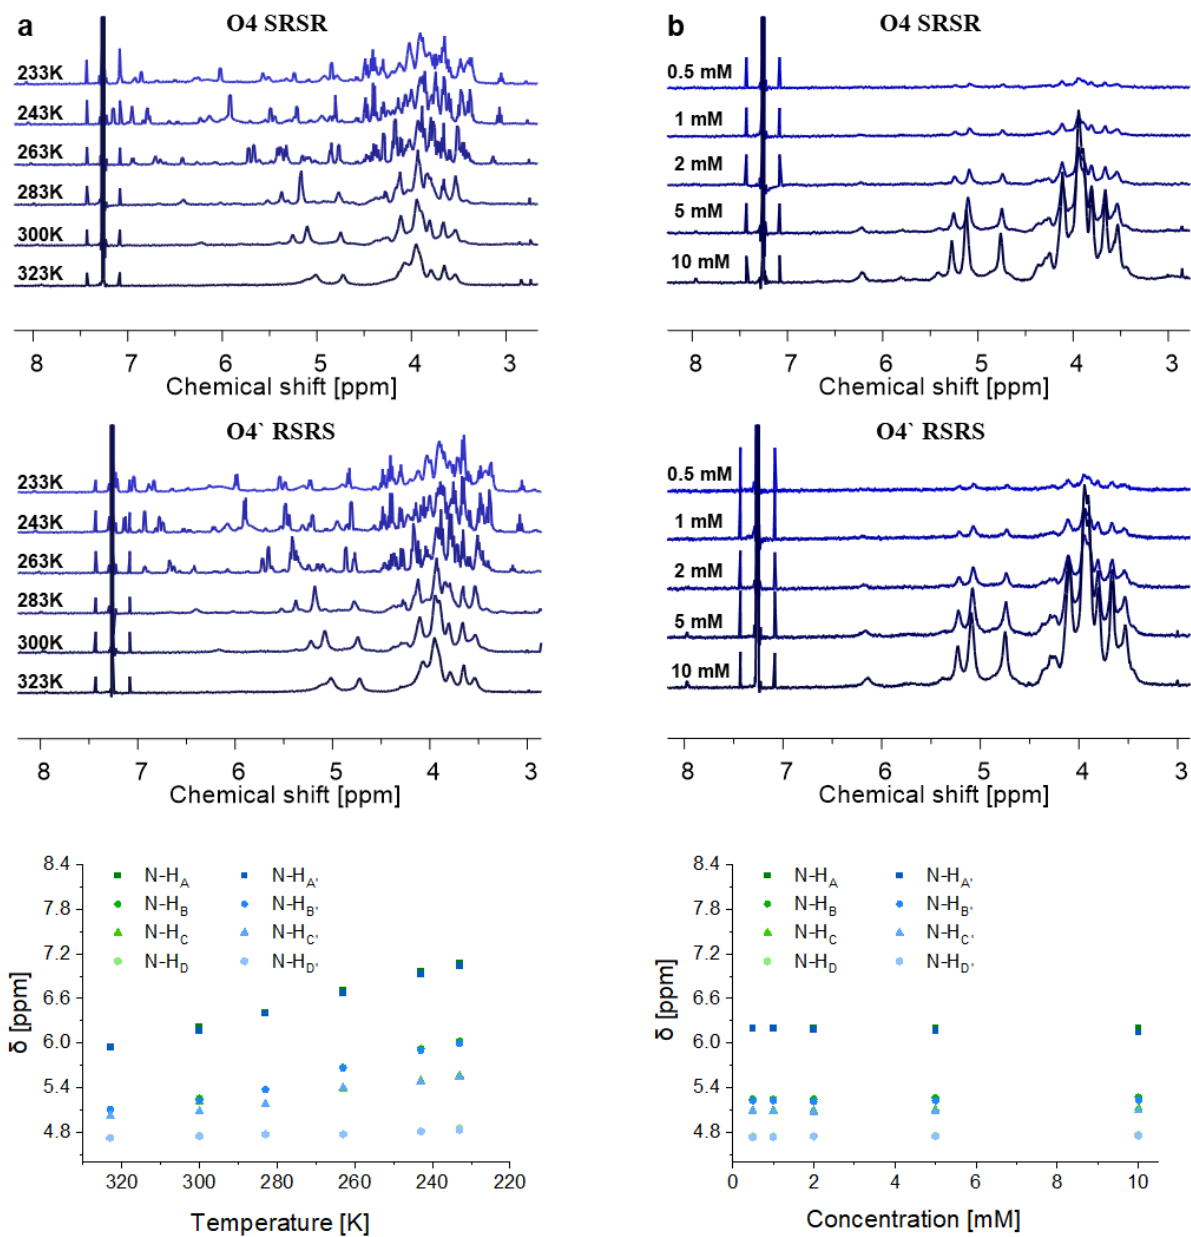 a
O4 SRSR
233K
243K
263K
283K
300K
323K
8 7 6 5 4 3
Chemical shift [ppm]
b
O4 SRSR
0.5 mM
1 mM
2 mM
5 mM
10 mM
8 7 6 5 4 3
Chemical shift [ppm]
O4` RSRS
233K
243K
263K
283K
300K
323K
8 7 6 5 4 3
Chemical shift [ppm]
O4` RSRS
0.5 mM
1 mM
2 mM
5 mM
10 mM
8 7 6 5 4 3
Chemical shift [ppm]
8.4
7.8
7.2
6.6
6.0
5.4
4.8
δ [ppm]
N-HA N-HA'
N-HB N-HB'
N-HC N-HC'
N-HD N-HD'
320 300 280 260 240 220
Temperature [K]
8.4
7.8
7.2
6.6
6.0
5.4
4.8
δ [ppm]
N-HA N-HA'
N-HB N-HB'
N-HC N-HC'
N-HD N-HD'
0 2 4 6 8 10
Concentration [mM]